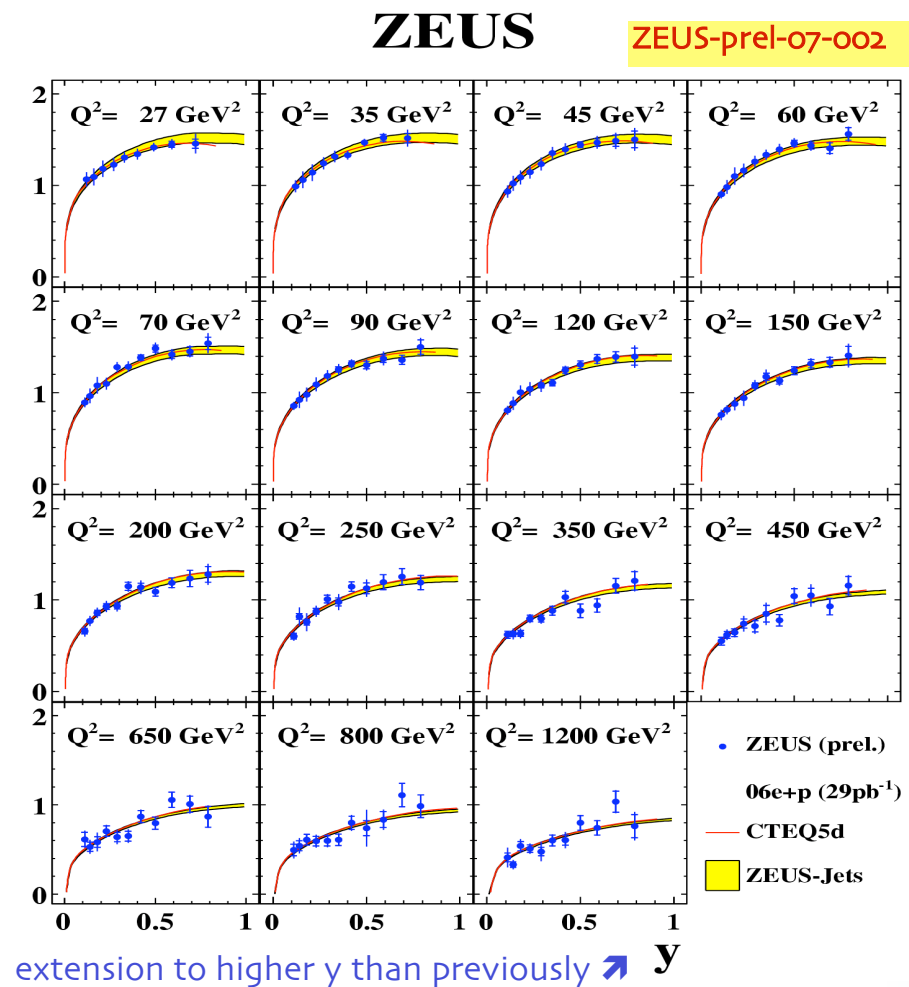 ZEUS
ZEUS-prel-07-002
Q²= 27 GeV²
Q²= 35 GeV²
Q²= 45 GeV²
Q²= 60 GeV²
2
1
0
Q²= 70 GeV²
Q²= 90 GeV²
Q²= 120 GeV²
Q²= 150 GeV²
2
1
0
Q²= 200 GeV²
Q²= 250 GeV²
Q²= 350 GeV²
Q²= 450 GeV²
2
1
0
Q²= 650 GeV²
Q²= 800 GeV²
Q²= 1200 GeV²
2
1
0
0 0.5 1
0 0.5 1
0 0.5 1
ZEUS (prel.)
06e+p (29pb⁻¹)
CTEQ5d
ZEUS-Jets
y
extension to higher y than previously